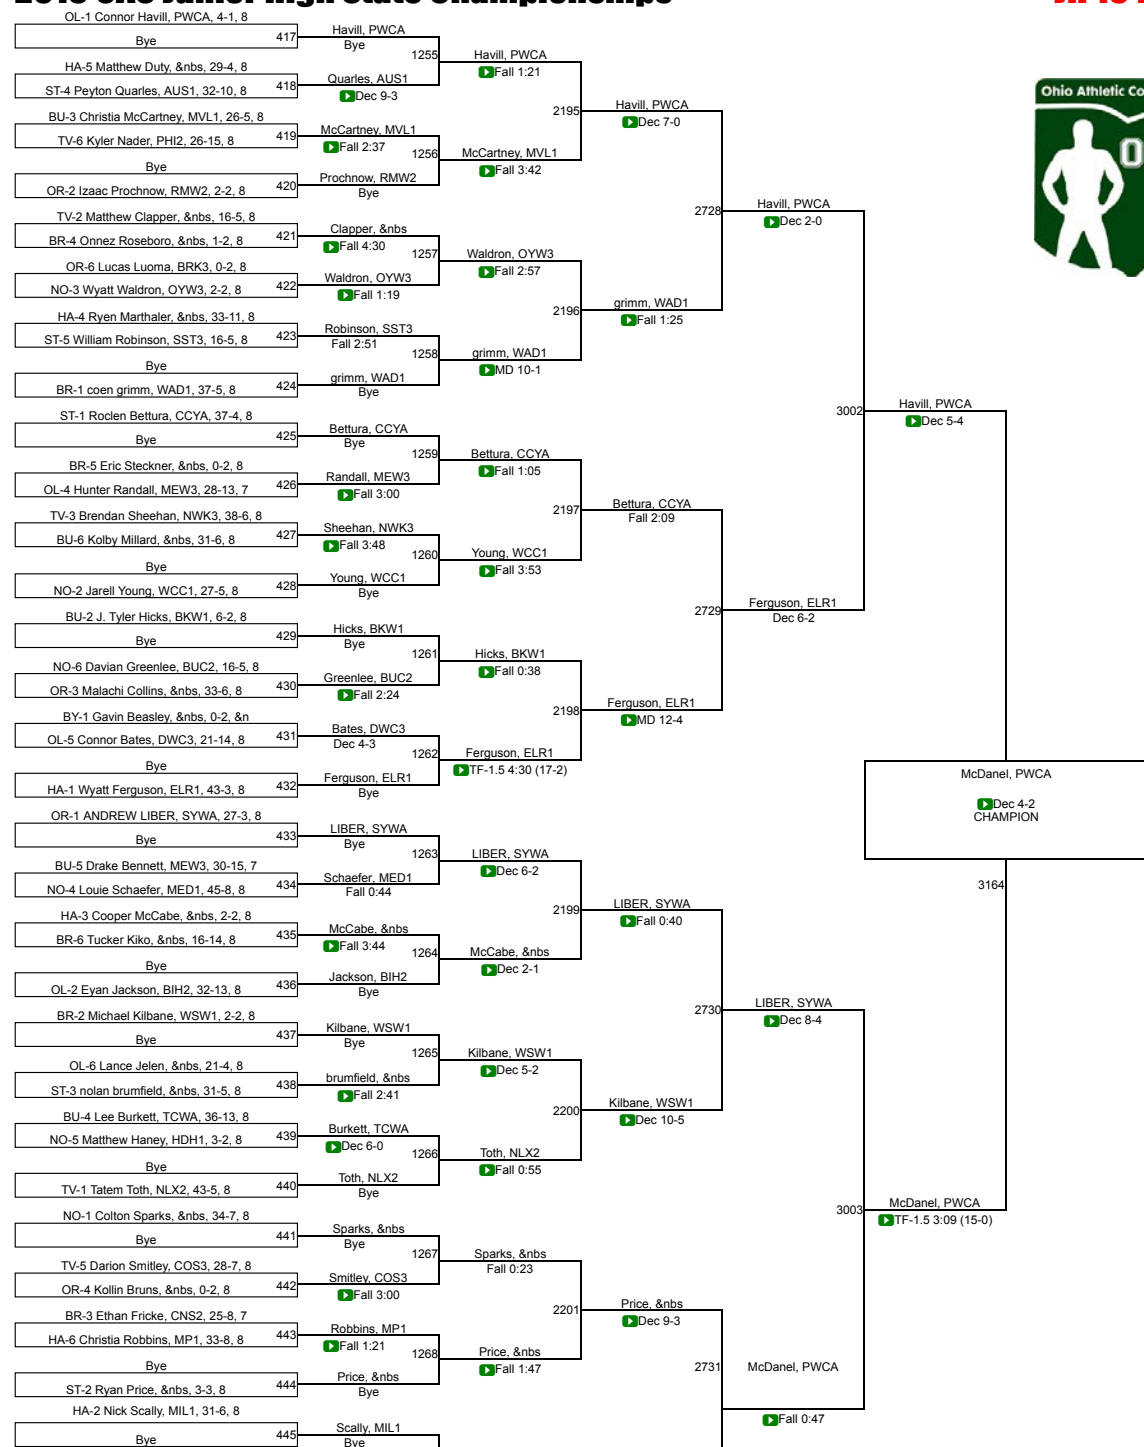 OL-1 Connor Havill, PWCA, 4-1, 8
417
Bye
HA-5 Matthew Duty, &nbs, 29-4, 8
418
ST-4 Peyton Quarles, AUS1, 32-10, 8
BU-3 Christia McCartney, MVL1, 26-5, 8
419
TV-6 Kyler Nader, PHI2, 26-15, 8
Bye
420
OR-2 Izaac Prochnow, RMW2, 2-2, 8
TV-2 Matthew Clapper, &nbs, 16-5, 8
421
BR-4 Onnez Roseboro, &nbs, 1-2, 8
OR-6 Lucas Luoma, BRK3, 0-2, 8
422
NO-3 Wyatt Waldron, OYW3, 2-2, 8
HA-4 Ryen Marthaler, &nbs, 33-11, 8
423
ST-5 William Robinson, SST3, 16-5, 8
Bye
424
BR-1 coen grimm, WAD1, 37-5, 8
ST-1 Roclen Bettura, CCYA, 37-4, 8
425
Bye
BR-5 Eric Steckner, &nbs, 0-2, 8
426
OL-4 Hunter Randall, MEW3, 28-13, 7
TV-3 Brendan Sheehan, NWK3, 38-6, 8
427
BU-6 Kolby Millard, &nbs, 31-6, 8
Bye
428
NO-2 Jarell Young, WCC1, 27-5, 8
BU-2 J. Tyler Hicks, BKW1, 6-2, 8
429
Bye
NO-6 Davian Greenlee, BUC2, 16-5, 8
430
OR-3 Malachi Collins, &nbs, 33-6, 8
BY-1 Gavin Beasley, &nbs, 0-2, &n
431
OL-5 Connor Bates, DWC3, 21-14, 8
Bye
432
HA-1 Wyatt Ferguson, ELR1, 43-3, 8
OR-1 ANDREW LIBER, SYWA, 27-3, 8
433
Bye
BU-5 Drake Bennett, MEW3, 30-15, 7
434
NO-4 Louie Schaefer, MED1, 45-8, 8
HA-3 Cooper McCabe, &nbs, 2-2, 8
435
BR-6 Tucker Kiko, &nbs, 16-14, 8
Bye
436
OL-2 Eyan Jackson, BIH2, 32-13, 8
BR-2 Michael Kilbane, WSW1, 2-2, 8
437
Bye
OL-6 Lance Jelen, &nbs, 21-4, 8
438
ST-3 nolan brumfield, &nbs, 31-5, 8
BU-4 Lee Burkett, TCWA, 36-13, 8
439
NO-5 Matthew Haney, HDH1, 3-2, 8
Bye
440
TV-1 Tatem Toth, NLX2, 43-5, 8
NO-1 Colton Sparks, &nbs, 34-7, 8
441
Bye
TV-5 Darion Smitley, COS3, 28-7, 8
442
OR-4 Kollin Bruns, &nbs, 0-2, 8
BR-3 Ethan Fricke, CNS2, 25-8, 7
443
HA-6 Christia Robbins, MP1, 33-8, 8
Bye
444
ST-2 Ryan Price, &nbs, 3-3, 8
HA-2 Nick Scally, MIL1, 31-6, 8
445
Bye
Havill, PWCA
Bye
1255
Quarles, AUS1
Dec 9-3
McCartney, MVL1
Fall 2:37
1256
Prochnow, RMW2
Bye
Clapper, &nbs
Fall 4:30
1257
Waldron, OYW3
Fall 1:19
Robinson, SST3
Fall 2:51
1258
grimm, WAD1
Bye
Bettura, CCYA
Bye
1259
Randall, MEW3
Fall 3:00
Sheehan, NWK3
Fall 3:48
1260
Young, WCC1
Bye
Hicks, BKW1
Bye
1261
Greenlee, BUC2
Fall 2:24
Bates, DWC3
Dec 4-3
1262
Ferguson, ELR1
Bye
LIBER, SYWA
Bye
1263
Schaefer, MED1
Fall 0:44
McCabe, &nbs
Fall 3:44
1264
Jackson, BIH2
Bye
Kilbane, WSW1
Bye
1265
brumfield, &nbs
Fall 2:41
Burkett, TCWA
Dec 6-0
1266
Toth, NLX2
Bye
Sparks, &nbs
Bye
1267
Smitley, COS3
Fall 3:00
Robbins, MP1
Fall 1:21
1268
Price, &nbs
Bye
Scally, MIL1
Bye
Havill, PWCA
Fall 1:21
2195
McCartney, MVL1
Fall 3:42
Waldron, OYW3
Fall 2:57
2196
grimm, WAD1
MD 10-1
Bettura, CCYA
Fall 1:05
2197
Young, WCC1
Fall 3:53
Hicks, BKW1
Fall 0:38
2198
Ferguson, ELR1
TF-1.5 4:30 (17-2)
LIBER, SYWA
Dec 6-2
2199
McCabe, &nbs
Dec 2-1
Kilbane, WSW1
Dec 5-2
2200
Toth, NLX2
Fall 0:55
Sparks, &nbs
Fall 0:23
2201
Price, &nbs
Fall 1:47
Havill, PWCA
Dec 7-0
2728
grimm, WAD1
Fall 1:25
Bettura, CCYA
Fall 2:09
2729
Ferguson, ELR1
MD 12-4
LIBER, SYWA
Fall 0:40
2730
Kilbane, WSW1
Dec 10-5
Price, &nbs
Dec 9-3
2731
Havill, PWCA
Dec 2-0
3002
Ferguson, ELR1
Dec 6-2
LIBER, SYWA
Dec 8-4
3003
McDanel, PWCA
Fall 0:47
Havill, PWCA
Dec 5-4
McDanel, PWCA
TF-1.5 3:09 (15-0)
McDanel, PWCA
Dec 4-2
CHAMPION
3164
Ohio Athletic Co
O